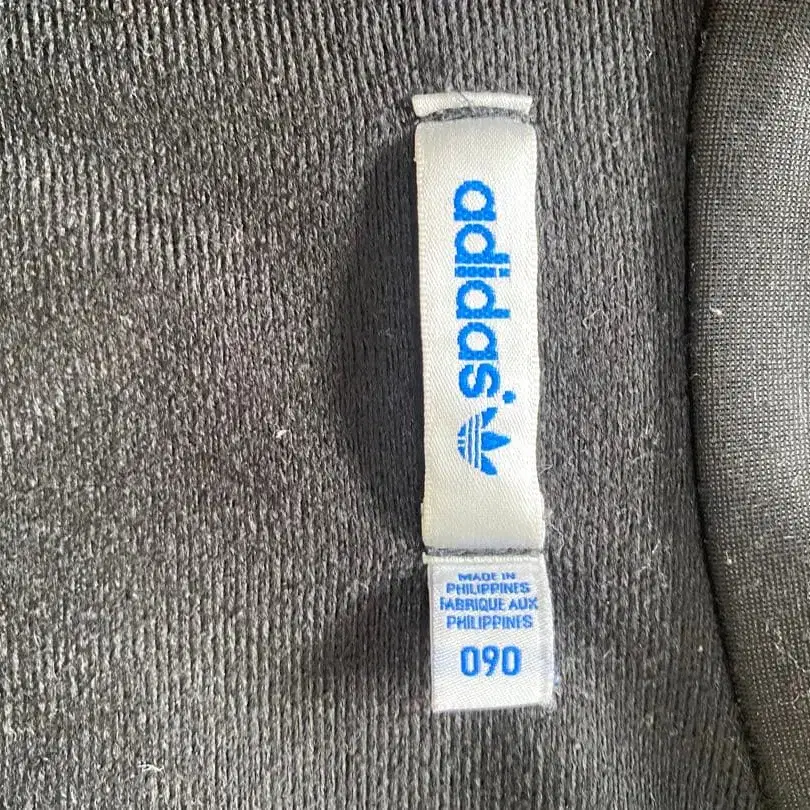 adidas
MADE IN
PHILIPPINES
FABRIQUE AUX
PHILIPPINES
090